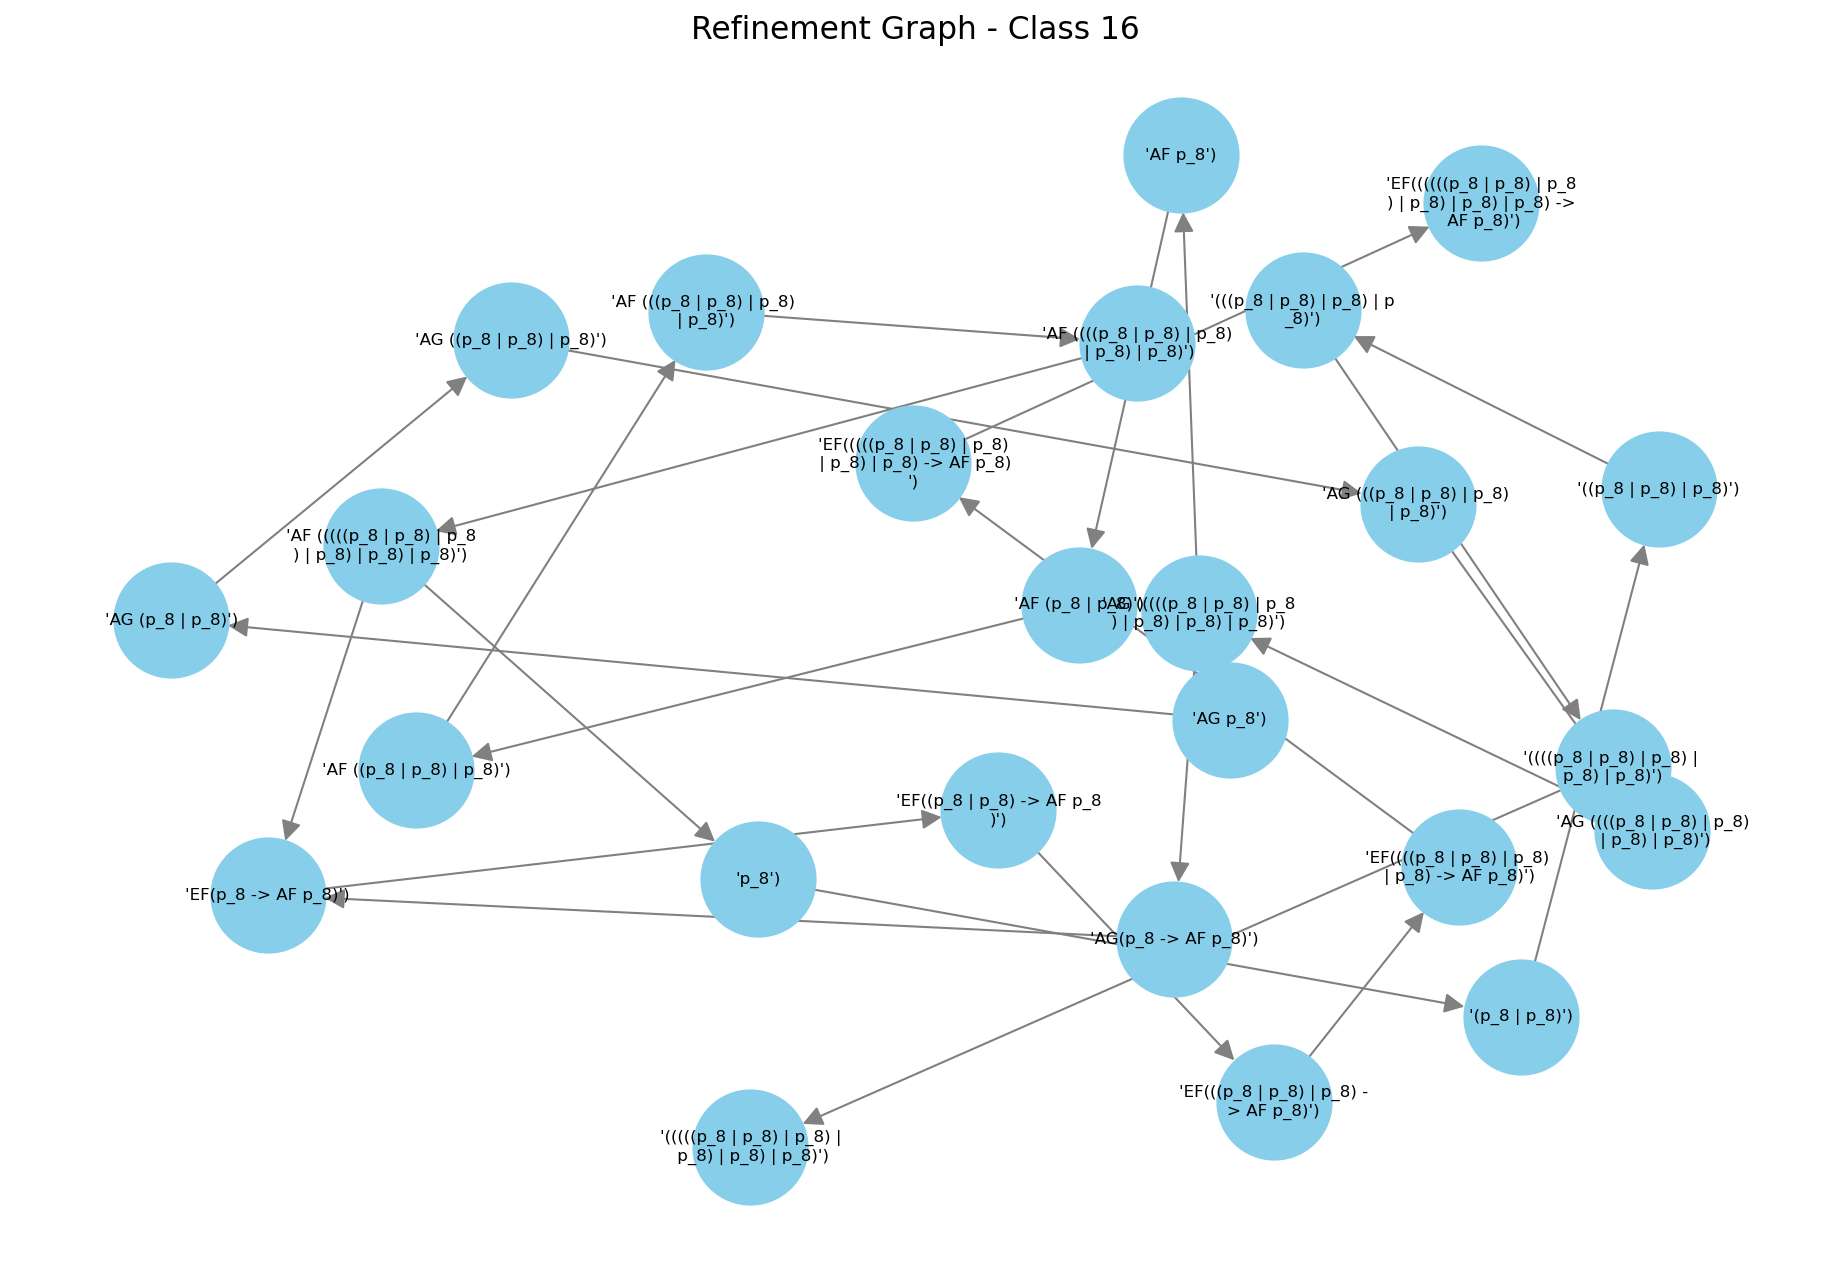 Refinement Graph - Class 16
'AF p_8')
'EF((((((p_8 | p_8) | p_8
) | p_8) | p_8) | p_8) ->
AF p_8)')
'AF (((p_8 | p_8) | p_8)
| p_8)')
'(((p_8 | p_8) | p_8) | p
_8)')
'AG ((p_8 | p_8) | p_8)')
'AF ((((p_8 | p_8) | p_8)
| p_8) | p_8)')
'EF(((((p_8 | p_8) | p_8)
| p_8) | p_8) -> AF p_8)
')
'((p_8 | p_8) | p_8)')
'AG (((p_8 | p_8) | p_8)
| p_8)')
'AF (((((p_8 | p_8) | p_8
) | p_8) | p_8) | p_8)')
'AF (p_8 | p_8)')
'AG (((((p_8 | p_8) | p_8
) | p_8) | p_8) | p_8)')
'AG (p_8 | p_8)')
'AG p_8')
'((((p_8 | p_8) | p_8) |
p_8) | p_8)')
'AF ((p_8 | p_8) | p_8)')
'EF((p_8 | p_8) -> AF p_8
)')
'AG ((((p_8 | p_8) | p_8)
| p_8) | p_8)')
'EF((((p_8 | p_8) | p_8)
| p_8) -> AF p_8)')
'p_8')
'EF(p_8 -> AF p_8)')
'AG(p_8 -> AF p_8)')
'(p_8 | p_8)')
'EF(((p_8 | p_8) | p_8) -
> AF p_8)')
'(((((p_8 | p_8) | p_8) |
p_8) | p_8) | p_8)')